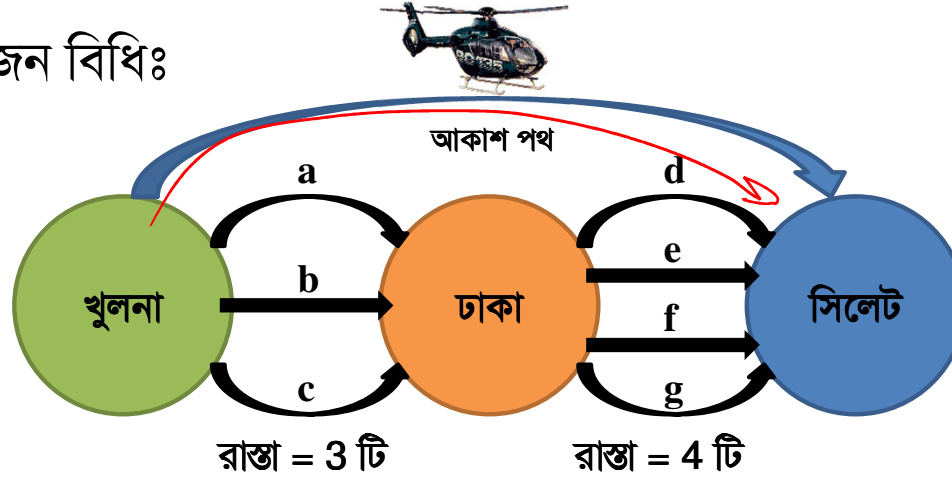 জন বিধিঃ
আকাশ পথ
a
d
b
e
খুলনা
ঢাকা
সিলেট
f
c
g
রাস্তা = 3 টি
রাস্তা = 4 টি